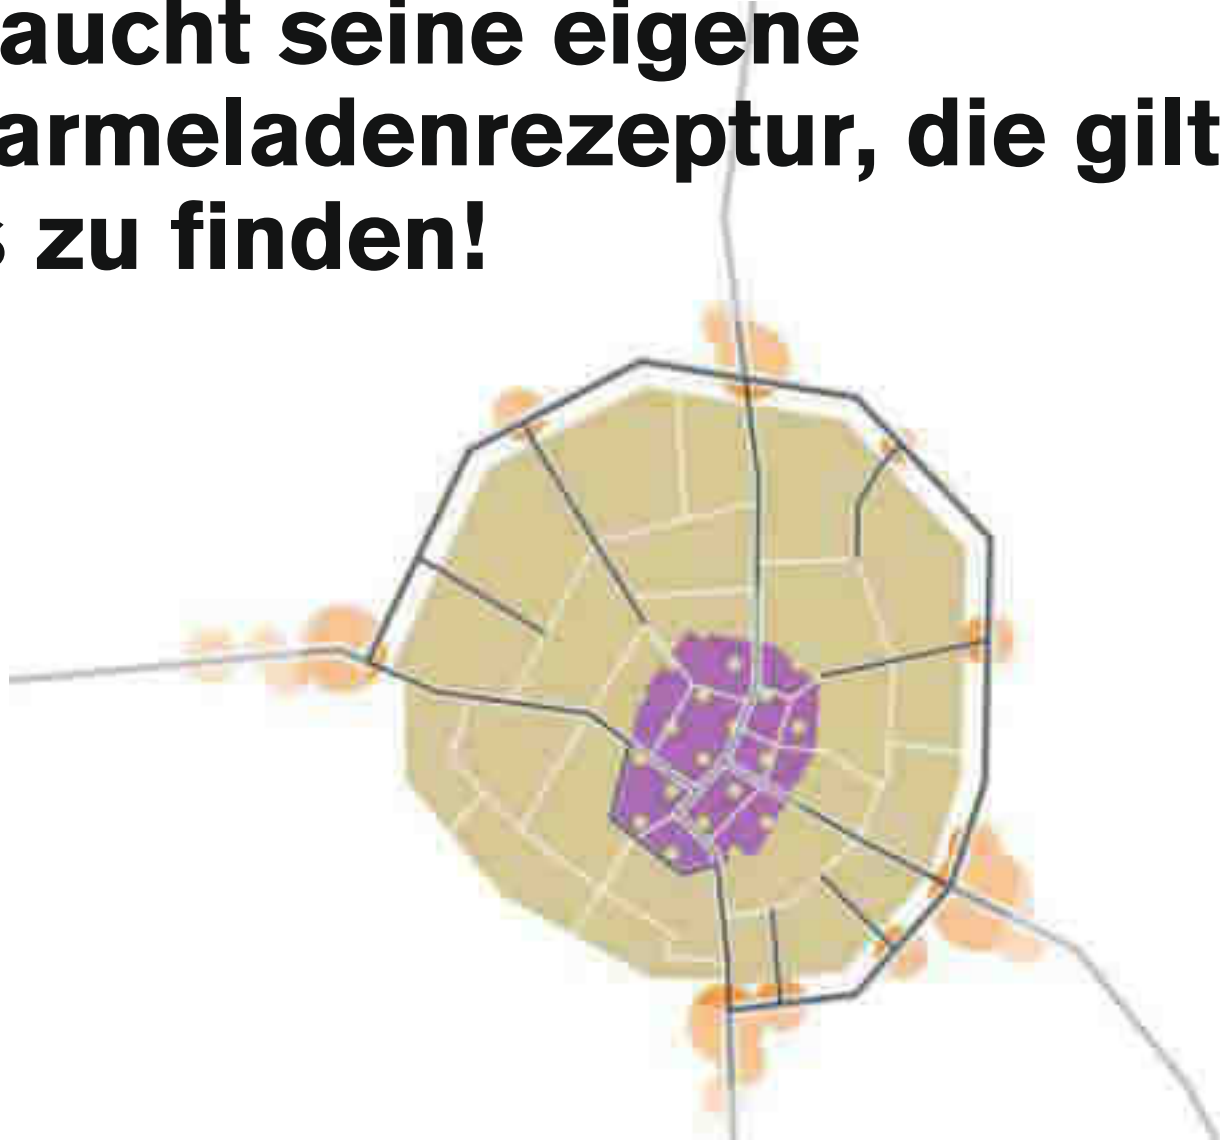 aucht seine eigene
armeladenrezeptur, die gilt
s zu finden!